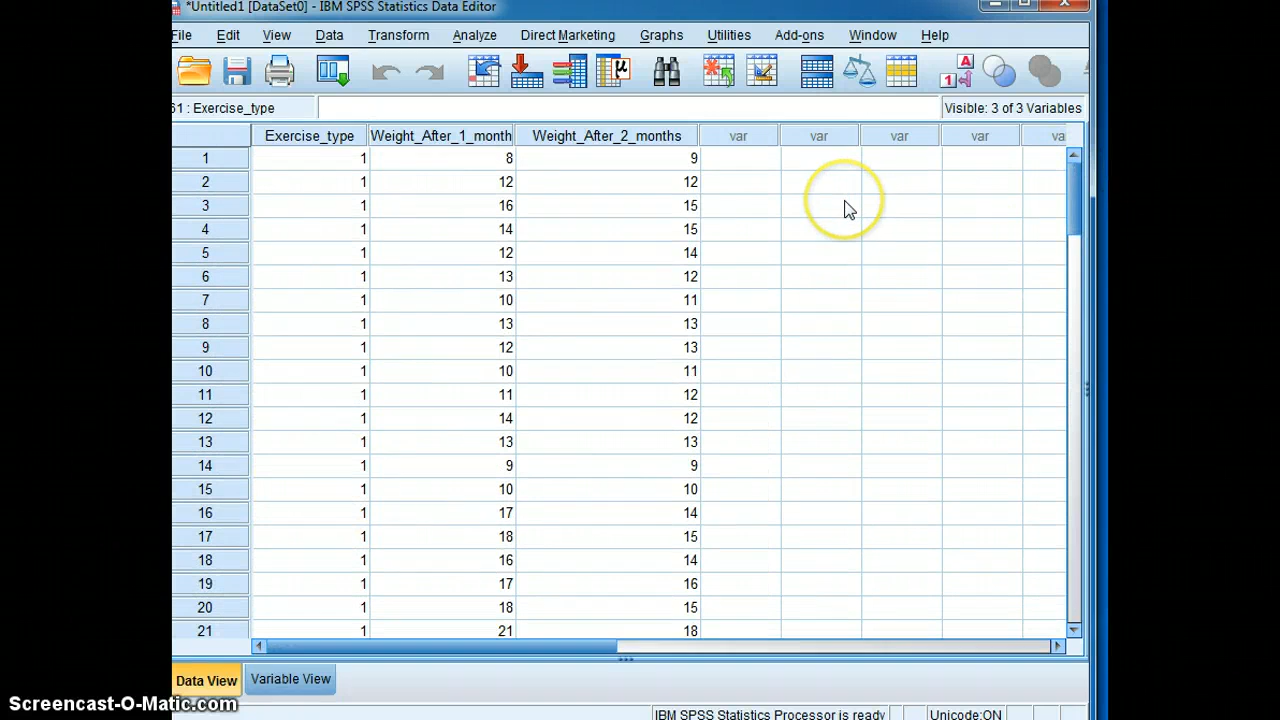 *Untitled1 [DataSet0] - IBM SPSS Statistics Data Editor
File Edit View Data Transform Analyze Direct Marketing Graphs Utilities Add-ons Window Help
61 : Exercise_type Visible: 3 of 3 Variables
Exercise_type Weight_After_1_month Weight_After_2_months var var var var va
1 1 8 9
2 1 12 12
3 1 16 15
4 1 14 15
5 1 12 14
6 1 13 12
7 1 10 11
8 1 13 13
9 1 12 13
10 1 10 11
11 1 11 12
12 1 14 12
13 1 13 13
14 1 9 9
15 1 10 10
16 1 17 14
17 1 18 15
18 1 16 14
19 1 17 16
20 1 18 15
21 1 21 18
Data View Variable View
Screencast-O-Matic.com
IBM SPSS Statistics Processor is ready Unicode:ON